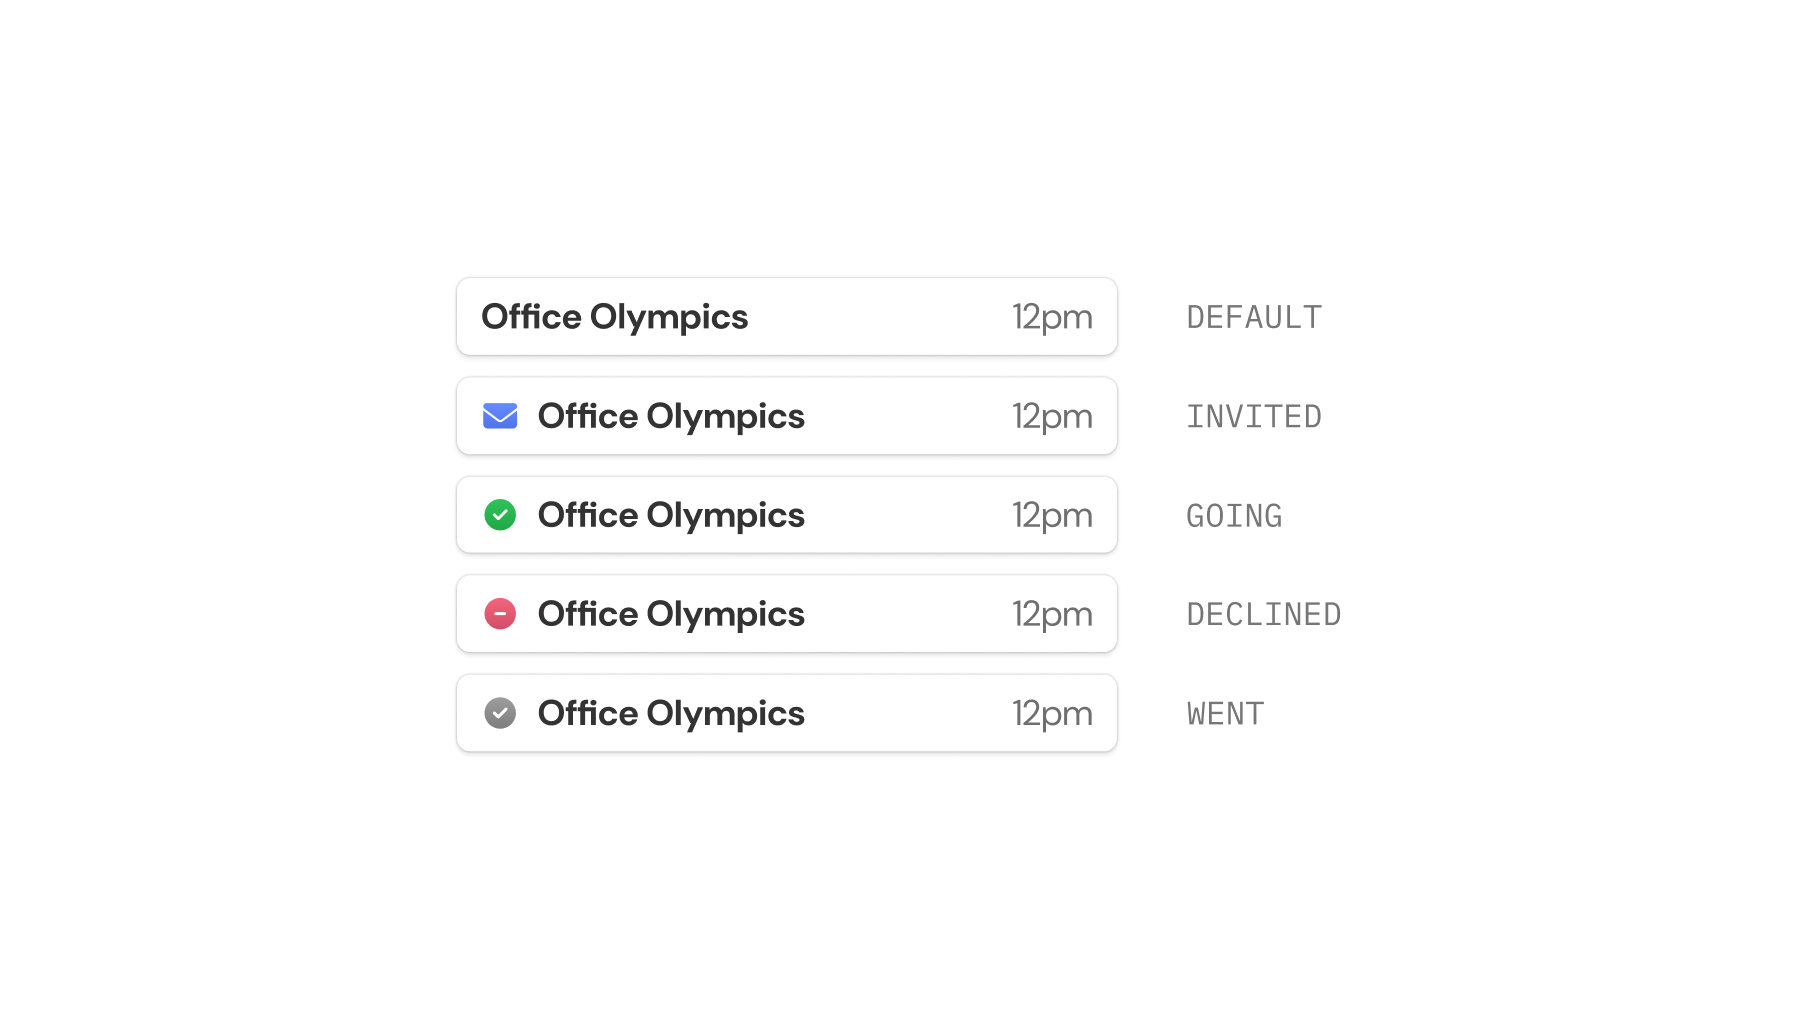 Office Olympics 12pm DEFAULT
Office Olympics 12pm INVITED
Office Olympics 12pm GOING
Office Olympics 12pm DECLINED
Office Olympics 12pm WENT